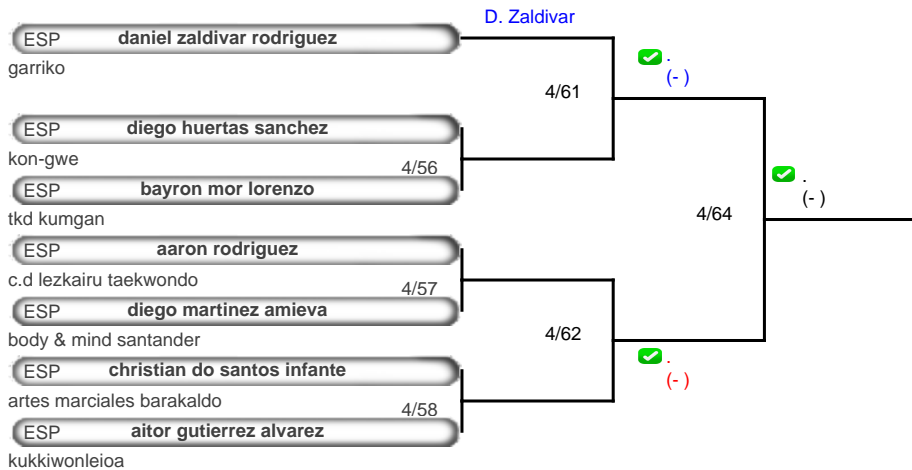 D. Zaldivar
ESP daniel zaldivar rodriguez
garriko
.
(- )
4/61
ESP diego huertas sanchez
kon-gwe
4/56
ESP bayron mor lorenzo
tkd kumgan
.
(- )
4/64
ESP aaron rodriguez
c.d lezkairu taekwondo
4/57
ESP diego martinez amieva
body & mind santander
4/62
.
(- )
ESP christian do santos infante
artes marciales barakaldo
4/58
ESP aitor gutierrez alvarez
kukkiwonleioa